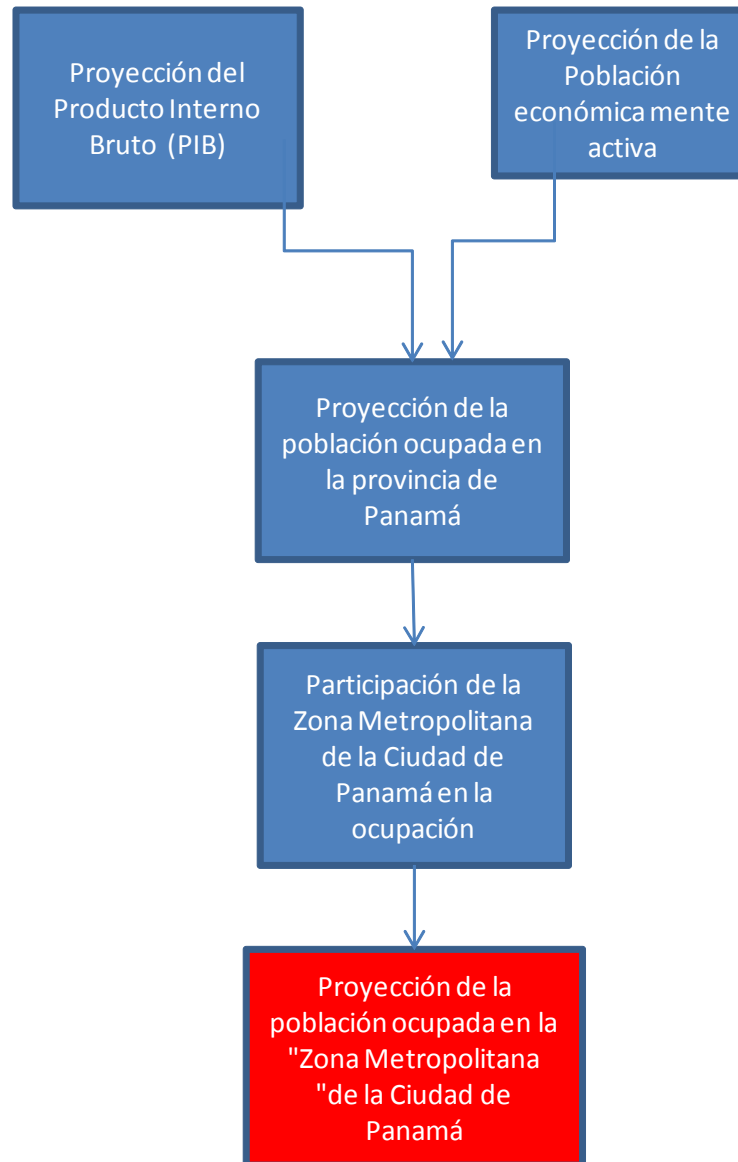 Proyección del
Producto Interno
Bruto (PIB)
Proyección de la
Población
económica mente
activa
Proyección de la
población ocupada en
la provincia de
Panamá
Participación de la
Zona Metropolitana
de la Ciudad de
Panamá en la
ocupación
Proyección de la
población ocupada en la
"Zona Metropolitana
"de la Ciudad de
Panamá